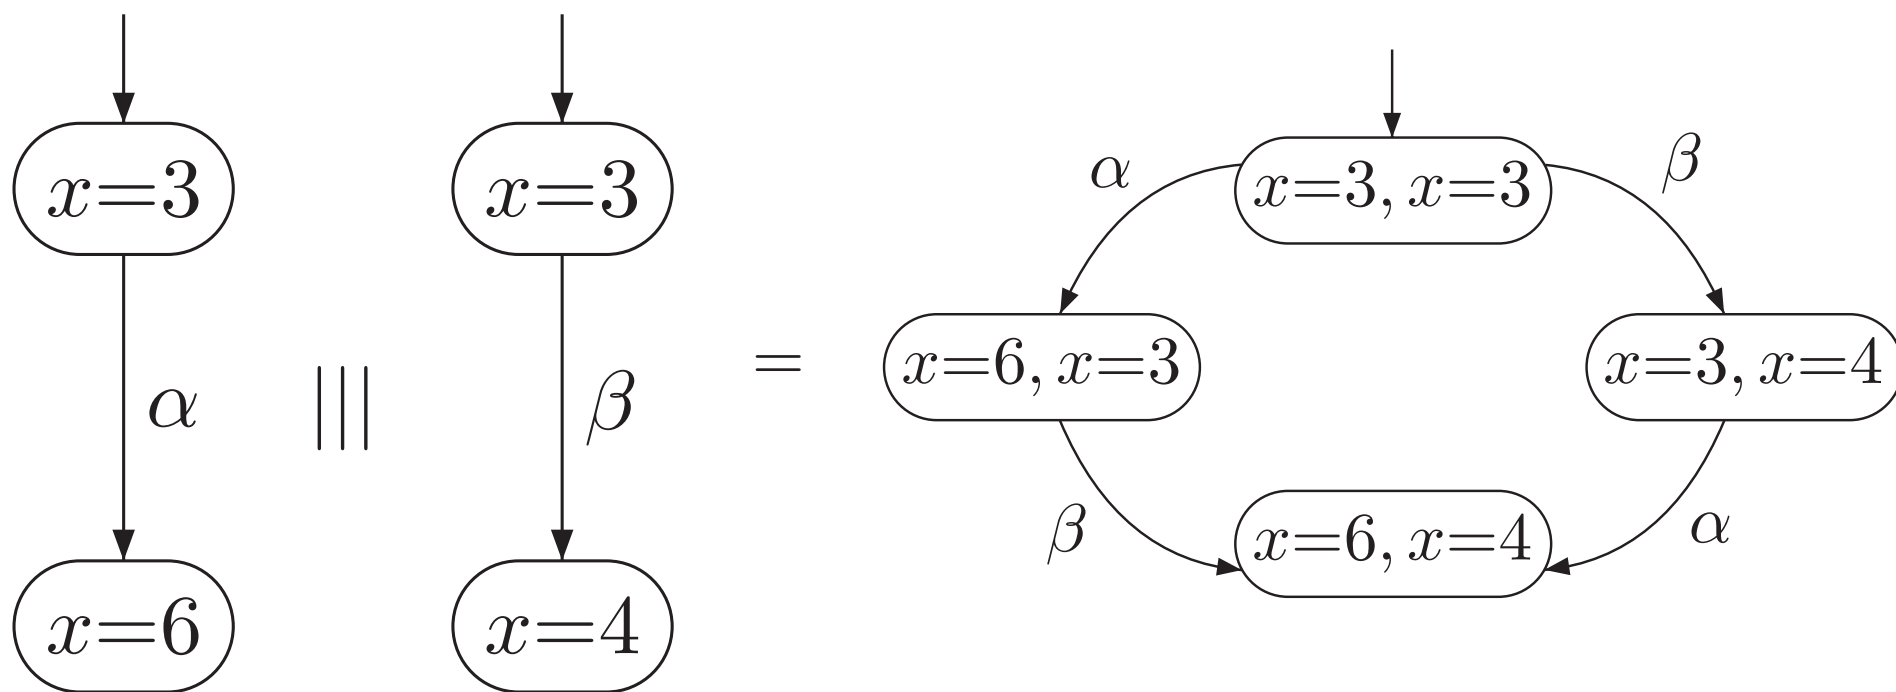 x=3
α
x=6
|||
x=3
β
x=4
=
x=3, x=3
α
β
x=6, x=3
x=3, x=4
β
α
x=6, x=4